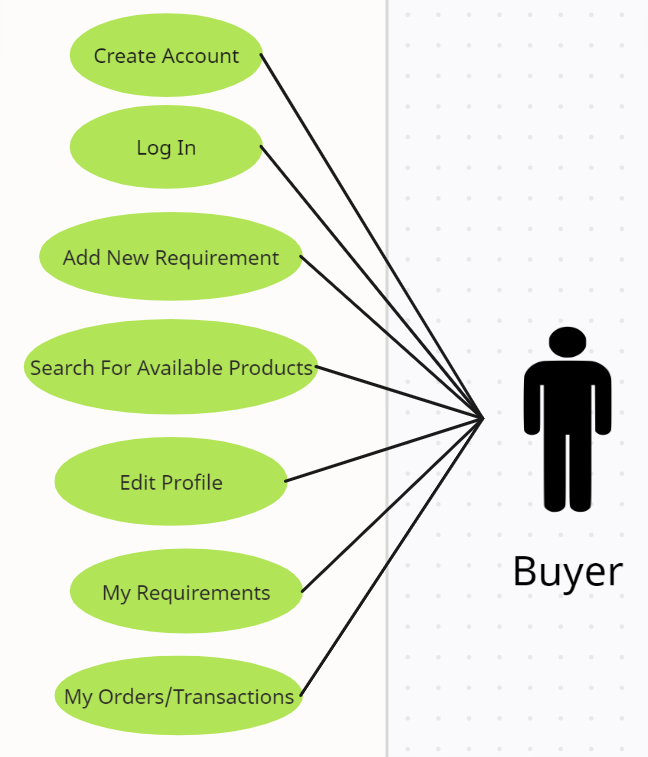 Create Account
Log In
Add New Requirement
Search For Available Products
Edit Profile
My Requirements
My Orders/Transactions
Buyer